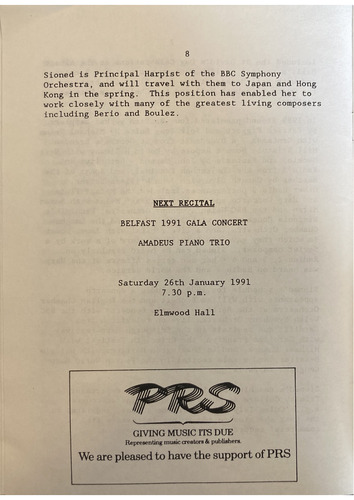 8
Sioned is Principal Harpist of the BBC Symphony
Orchestra, and will travel with them to Japan and Hong
Kong in the spring. This position has enabled her to
work closely with many of the greatest living composers
including Berio and Boulez.
NEXT RECITAL
BELFAST 1991 GALA CONCERT
AMADEUS PIANO TRIO
Saturday 26th January 1991
7.30 p.m.
Elmwood Hall
PRS
GIVING MUSIC ITS DUE
Representing music creators & publishers.
We are pleased to have the support of PRS